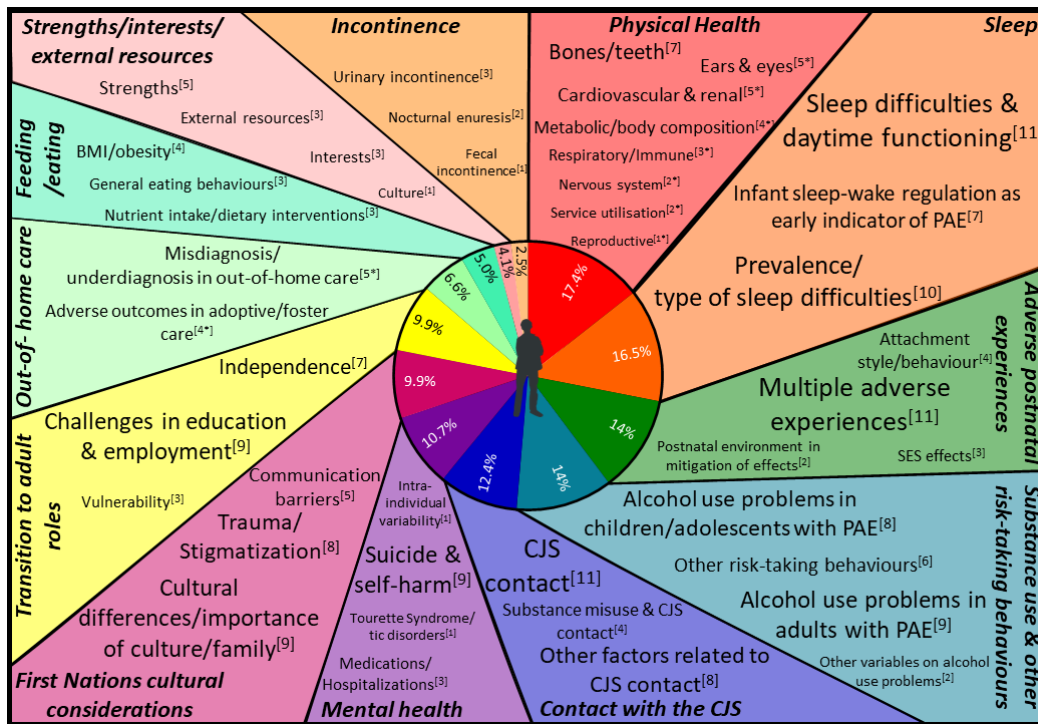 Strengths/interests/
external resources
Strengths[5]
External resources[3]
Interests[3]
Culture[1]
Incontinence
Urinary incontinence[3]
Nocturnal enuresis[2]
Fecal
incontinence[1]
Physical Health
Bones/teeth[7]
Ears & eyes[5*]
Cardiovascular & renal[5*]
Metabolic/body composition[4*]
Respiratory/Immune[3*]
Nervous system[2*]
Service utilisation[2*]
Reproductive[1*]
Sleep
Sleep difficulties &
daytime functioning[11]
Infant sleep-wake regulation as
early indicator of PAE[7]
Prevalence/
type of sleep difficulties[10]
Adverse postnatal
experiences
Attachment
style/behaviour[4]
Multiple adverse
experiences[11]
Postnatal environment in
mitigation of effects[2]
SES effects[3]
Substance use & other
risk-taking behaviours
Alcohol use problems in
children/adolescents with PAE[8]
Other risk-taking behaviours[6]
Alcohol use problems in
adults with PAE[9]
Other variables on alcohol
use problems[2]
CJS
contact[11]
Substance misuse & CJS
contact[4]
Other factors related to
CJS contact[8]
Contact with the CJS
Intra-
individual
variability[1]
Suicide &
self-harm[9]
Tourette Syndrome/
tic disorders[1]
Medications/
Hospitalizations[3]
Mental health
Communication
barriers[5]
Trauma/
Stigmatization[8]
Cultural
differences/importance
of culture/family[9]
First Nations cultural
considerations
Transition to adult
roles
Independence[7]
Challenges in education
& employment[9]
Vulnerability[3]
Out-of- home care
Misdiagnosis/
underdiagnosis in out-of-home care[5*]
Adverse outcomes in adoptive/foster
care[4*]
Feeding
/eating
BMI/obesity[4]
General eating behaviours[3]
Nutrient intake/dietary interventions[3]
17.4%
16.5%
14%
14%
12.4%
10.7%
9.9%
9.9%
6.6%
5.0%
4.1%
2.5%